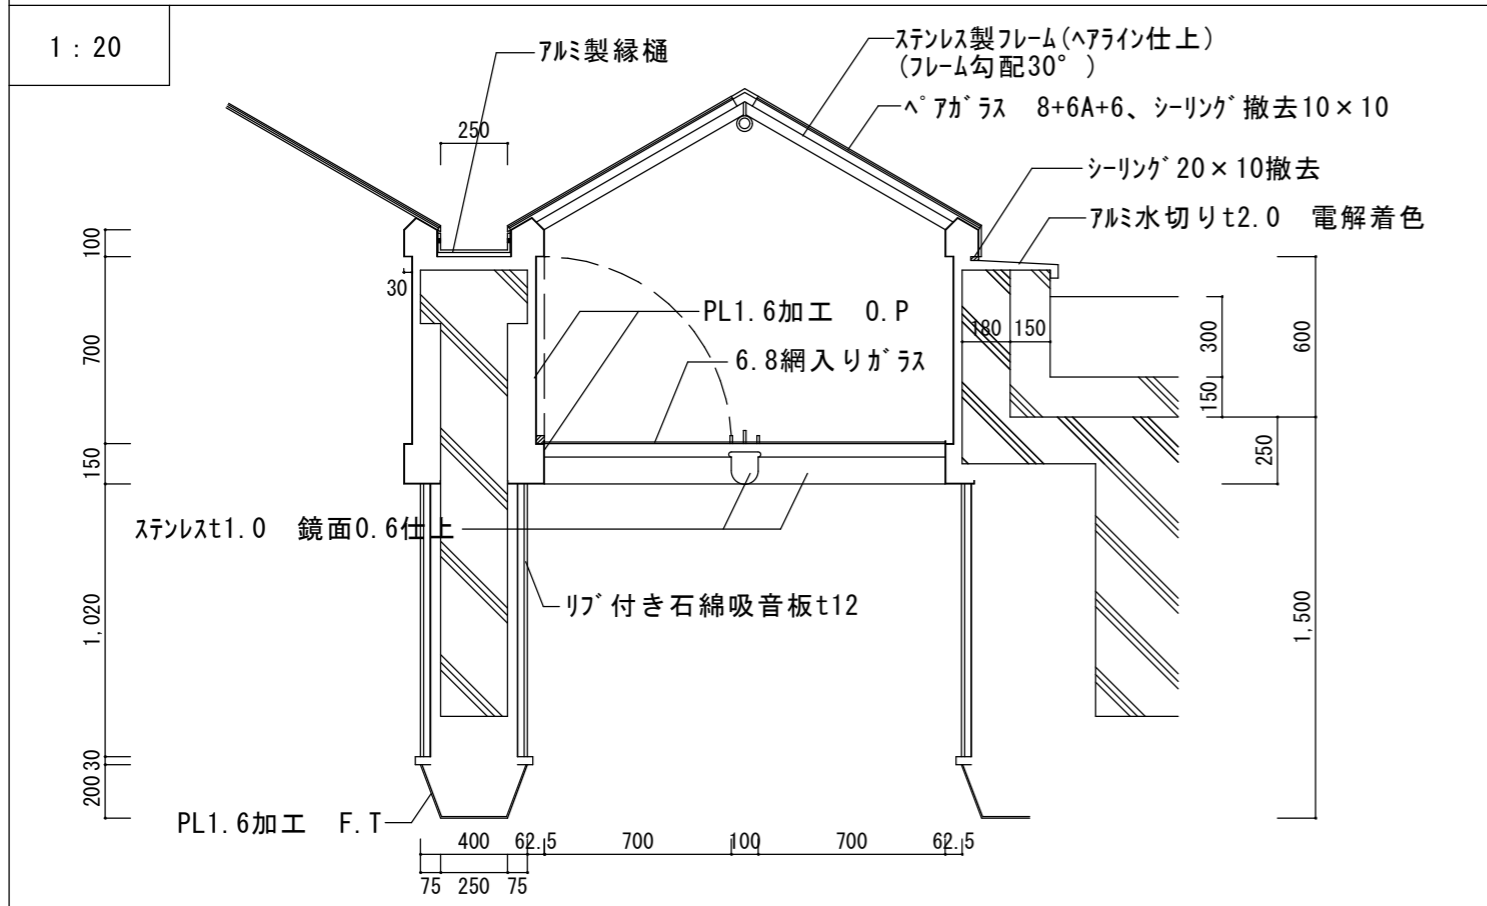 1：20
ｱﾙﾐ製縁樋
ｽﾃﾝﾚｽ製ﾌﾚｰﾑ(ﾍｱﾗｲﾝ仕上)
(ﾌﾚｰﾑ勾配30°)
ﾍﾟｱｶﾞﾗｽ　8+6A+6、ｼｰﾘﾝｸﾞ撤去10×10
250
ｼｰﾘﾝｸﾞ20×10撤去
ｱﾙﾐ水切りt2.0　電解着色
100
30
PL1.6加工　O.P
180
150
300
600
700
6.8網入りｶﾞﾗｽ
150
150
250
ｽﾃﾝﾚｽt1.0　鏡面0.6仕上
ﾘﾌﾞ付き石綿吸音板t12
1,020
1,500
30
200
PL1.6加工　F.T
400
62.5
700
100
700
62.5
75
250
75